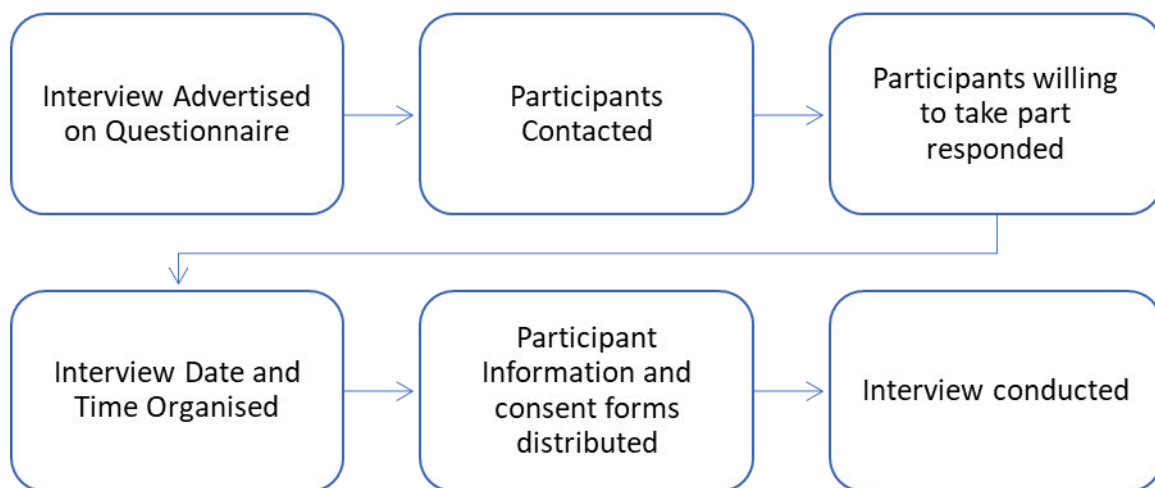 Interview Advertised
on Questionnaire
Participants
Contacted
Participants willing
to take part
responded
Interview Date and
Time Organised
Participant
Information and
consent forms
distributed
Interview conducted